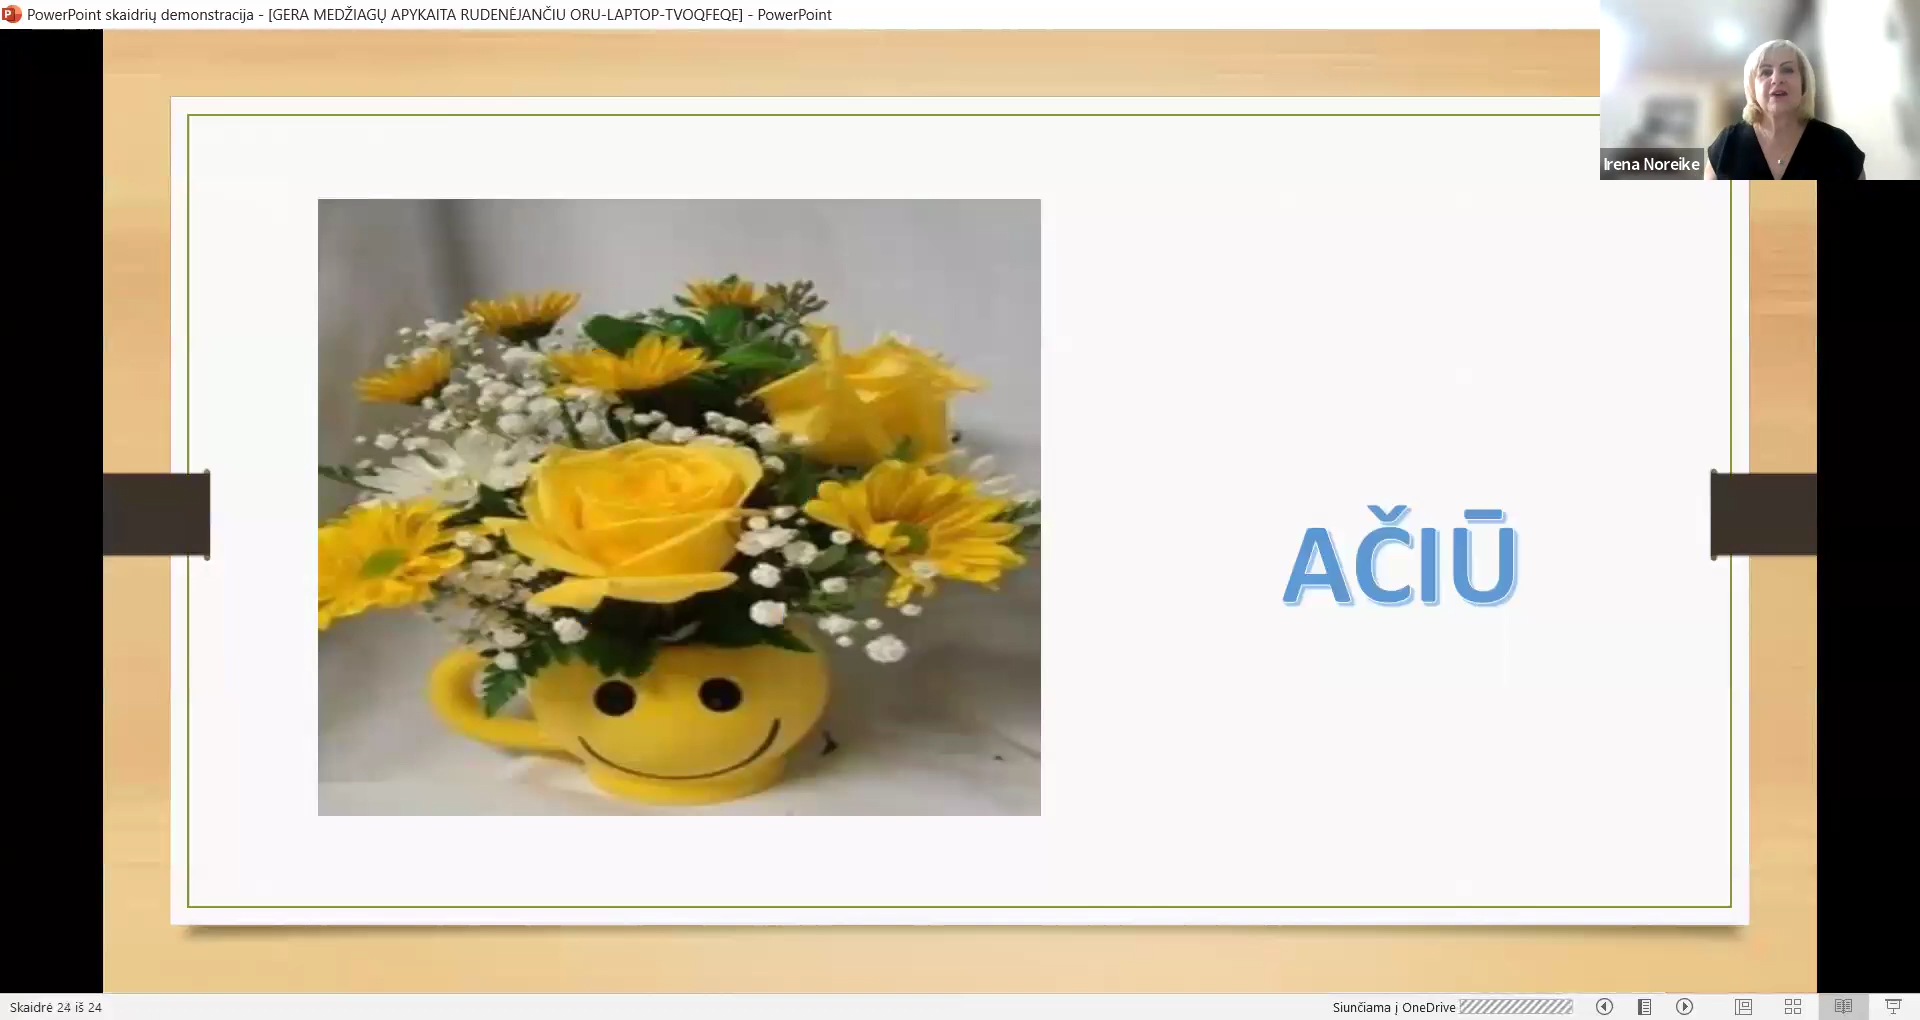 PowerPoint skaidrių demonstracija - [GERA MEDŽIAGŲ APYKAITA RUDENĖJANČIU ORU-LAPTOP-TVOQFEQE] - PowerPoint
Irena Noreike
AČIŪ
Skaidrė 24 iš 24
Siunčiama į OneDrive